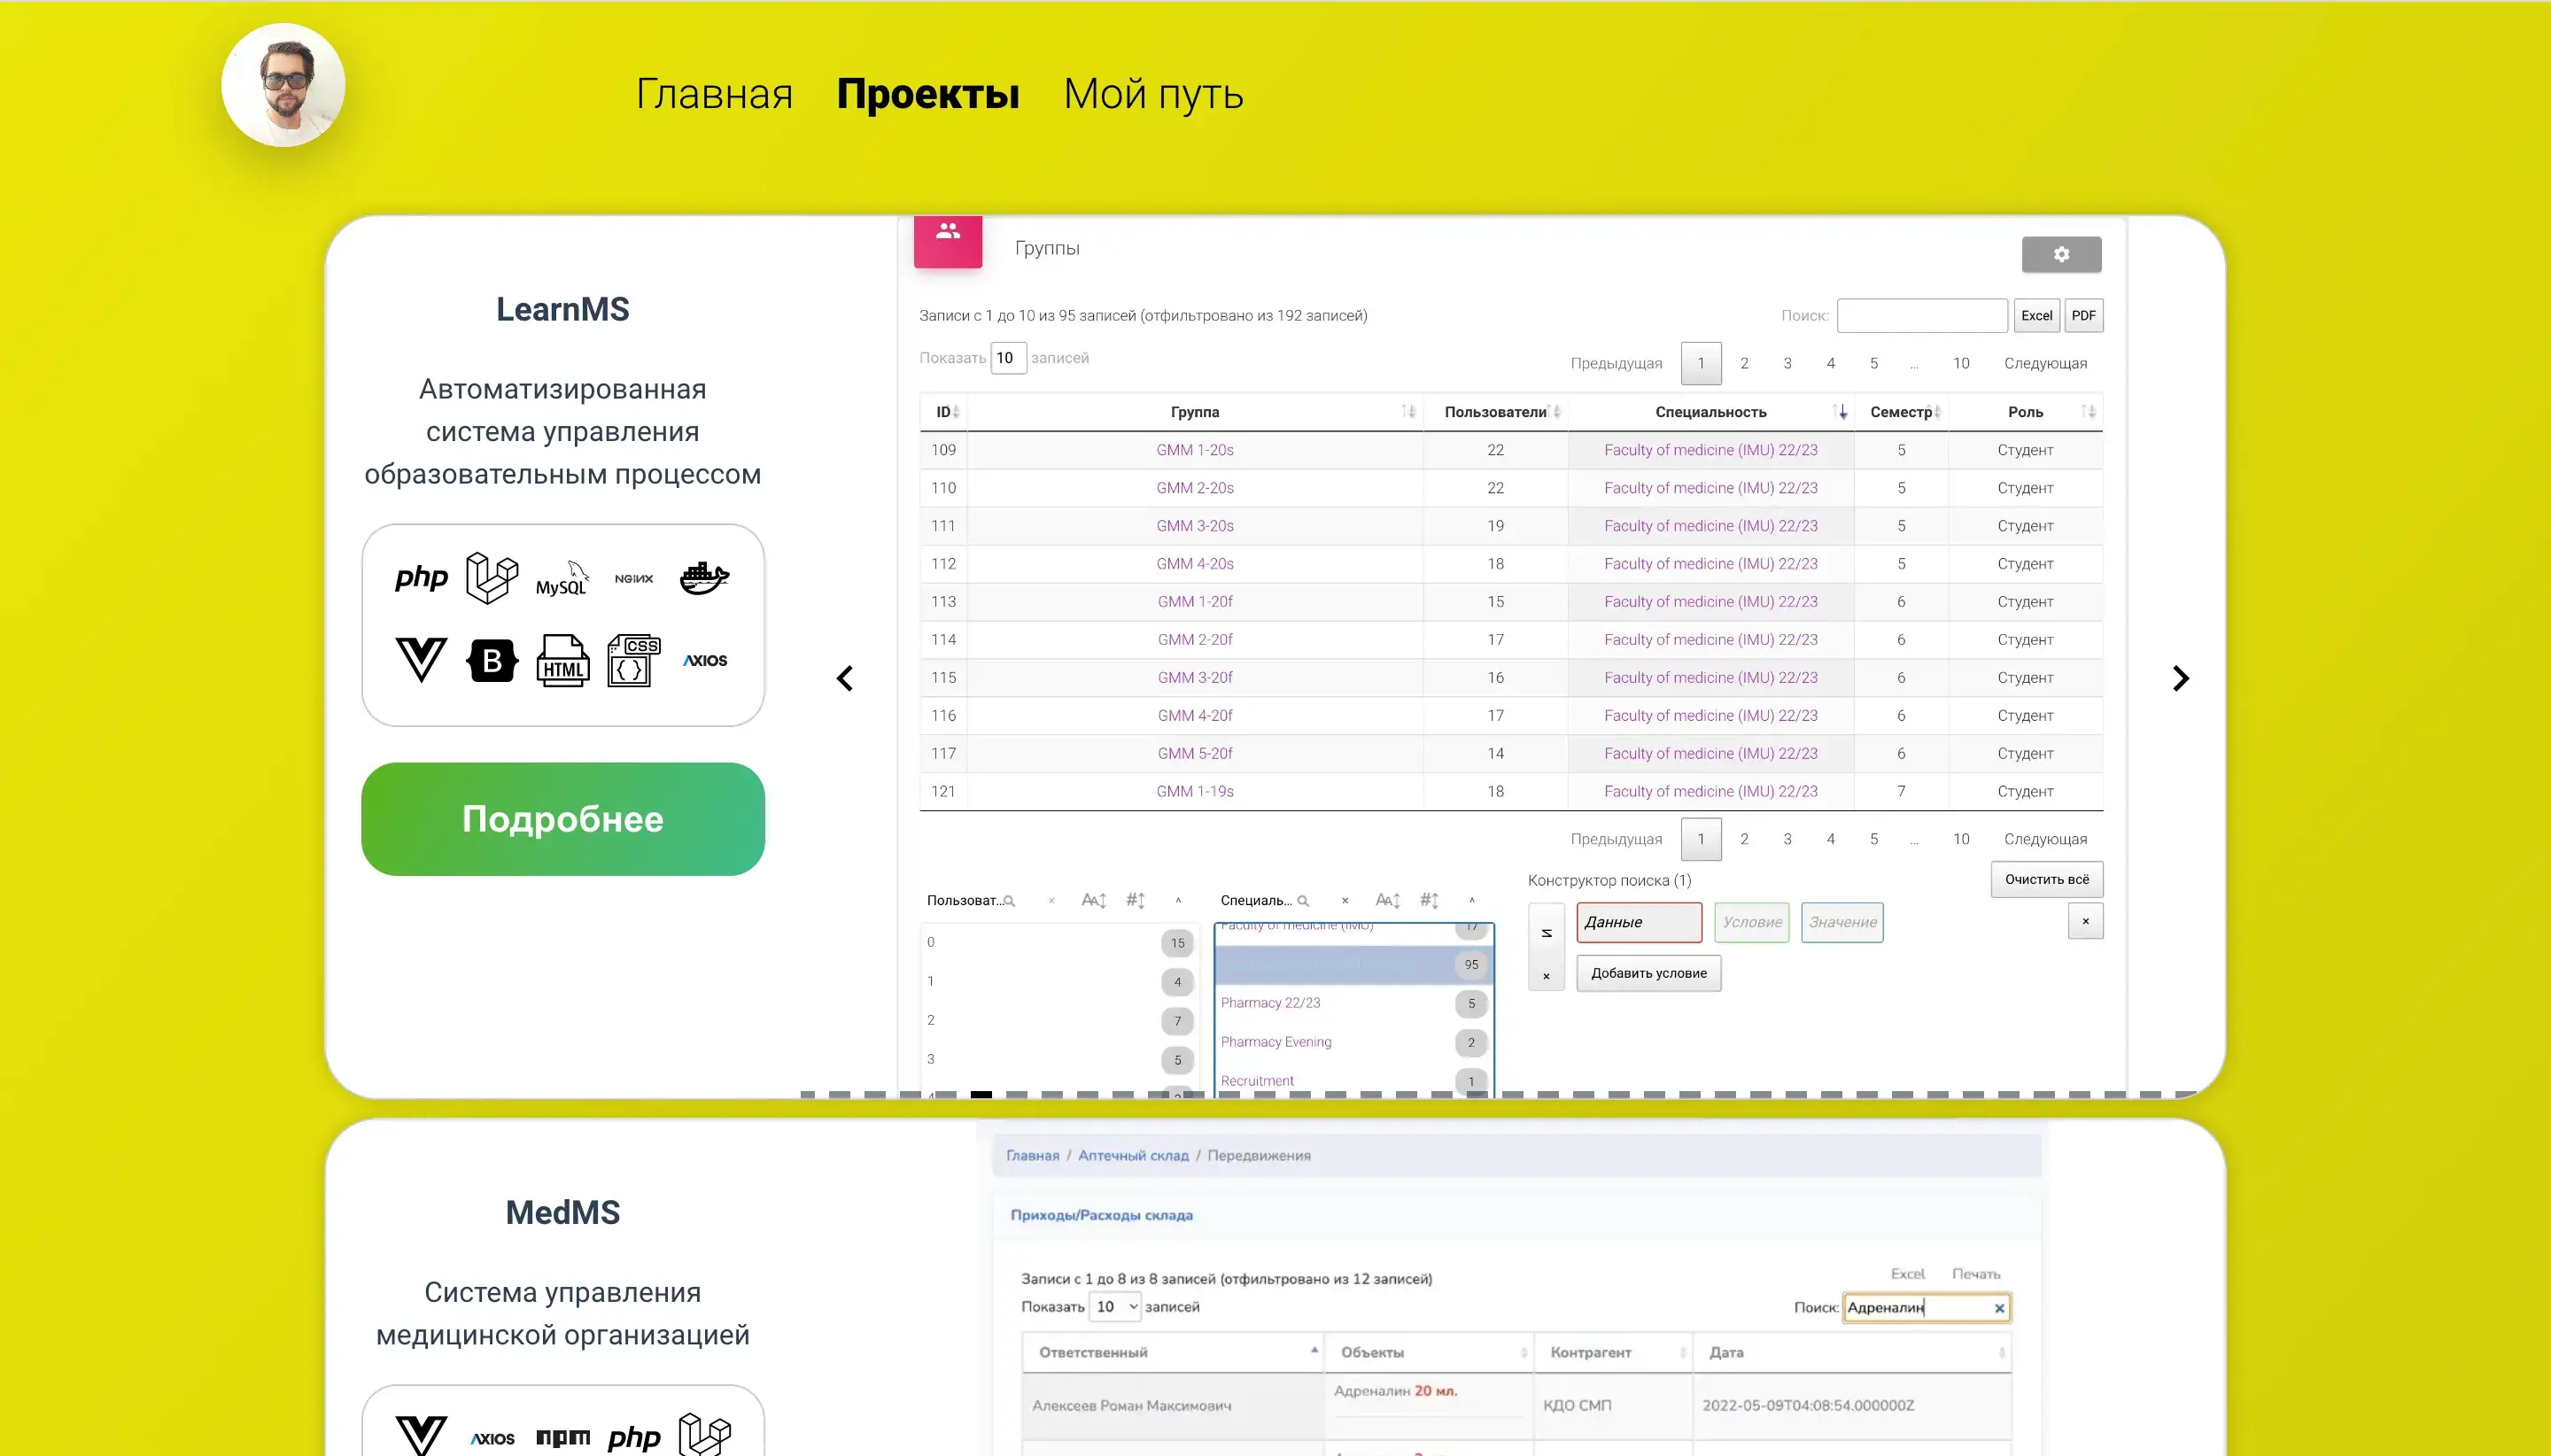 Главная Проекты Мой путь
LearnMS
Автоматизированная
система управления
образовательным процессом
php MySQL NGINX
B HTML CSS AXIOS
Подробнее
Группы
Записи с 1 до 10 из 95 записей (отфильтровано из 192 записей) Поиск: Excel PDF
Показать 10 записей Предыдущая 1 2 3 4 5 ... 10 Следующая
ID Группа Пользователи Специальность Семестр Роль
109 GMM 1-20s 22 Faculty of medicine (IMU) 22/23 5 Студент
110 GMM 2-20s 22 Faculty of medicine (IMU) 22/23 5 Студент
111 GMM 3-20s 19 Faculty of medicine (IMU) 22/23 5 Студент
112 GMM 4-20s 18 Faculty of medicine (IMU) 22/23 5 Студент
113 GMM 1-20f 15 Faculty of medicine (IMU) 22/23 6 Студент
114 GMM 2-20f 17 Faculty of medicine (IMU) 22/23 6 Студент
115 GMM 3-20f 16 Faculty of medicine (IMU) 22/23 6 Студент
116 GMM 4-20f 17 Faculty of medicine (IMU) 22/23 6 Студент
117 GMM 5-20f 14 Faculty of medicine (IMU) 22/23 6 Студент
121 GMM 1-19s 18 Faculty of medicine (IMU) 22/23 7 Студент
Предыдущая 1 2 3 4 5 ... 10 Следующая
Пользоват... ×
0 15
1 4
2 7
3 5
4
Специаль... ×
Faculty of medicine (IMU) 17
95
Pharmacy 22/23 5
Pharmacy Evening 2
Recruitment 1
Конструктор поиска (1) Очистить всё
И Данные Условие Значение ×
× Добавить условие
MedMS
Система управления
медицинской организацией
AXIOS npm php
Главная / Аптечный склад / Передвижения
Приходы/Расходы склада
Excel Печать
Записи с 1 до 8 из 8 записей (отфильтровано из 12 записей)
Показать 10 записей Поиск: Адреналин ×
Ответственный Объекты Контрагент Дата
Алексеев Роман Максимович Адреналин 20 мл. КДО СМП 2022-05-09T04:08:54.000000Z